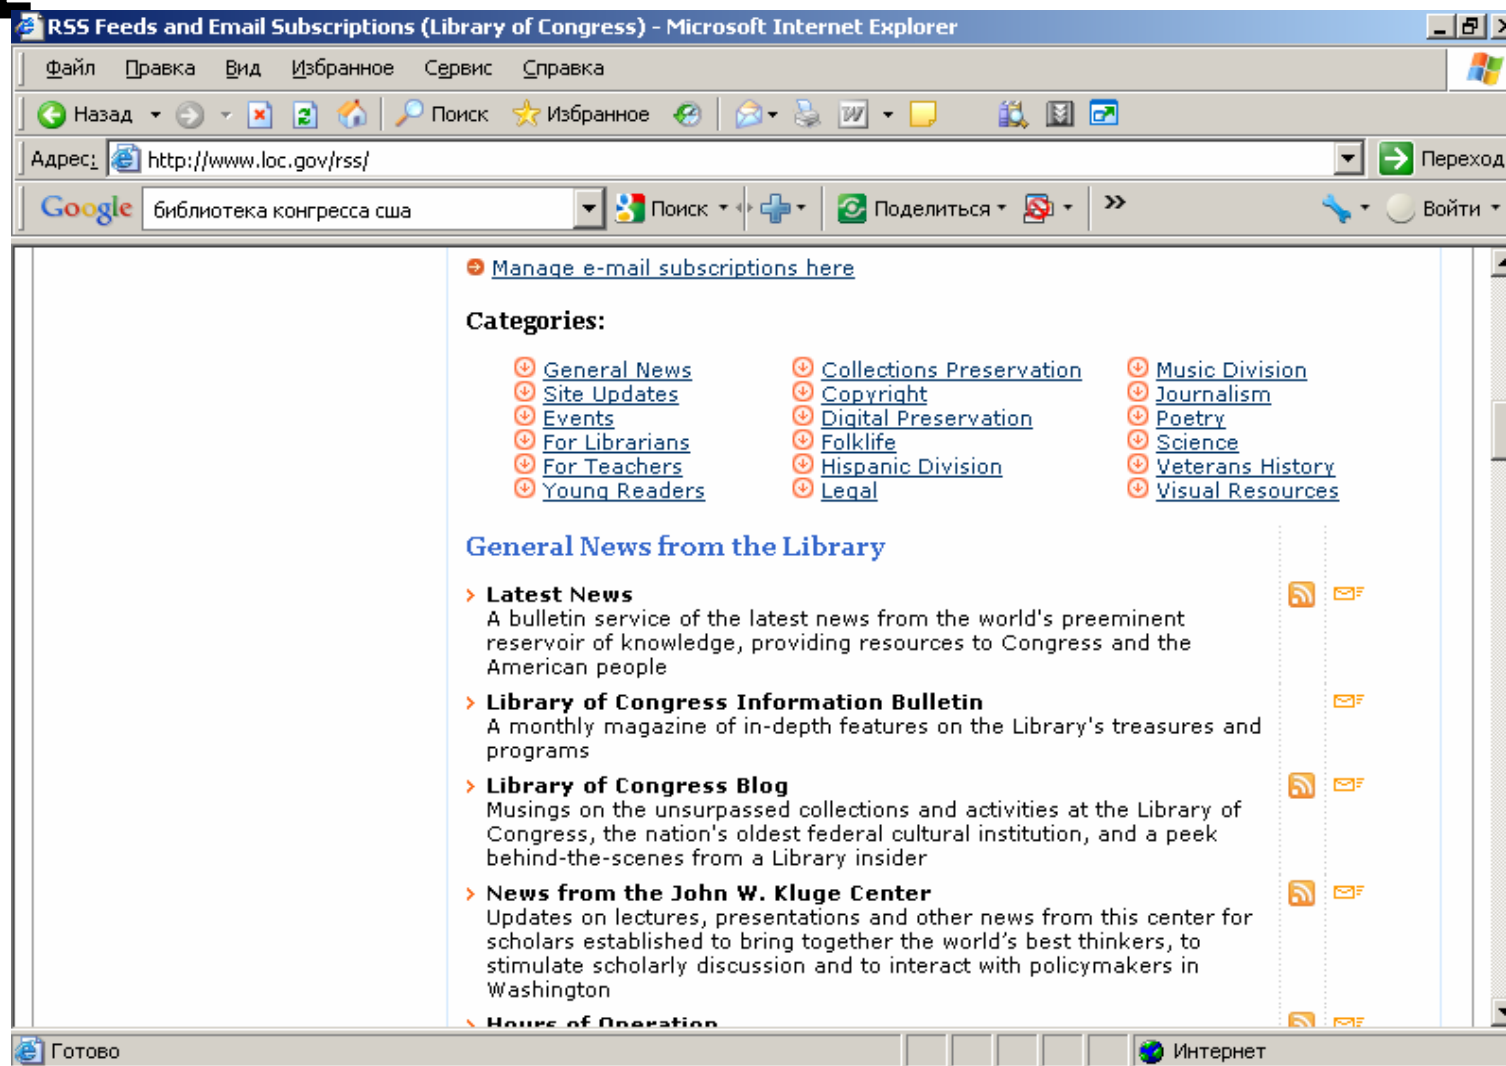 RSS Feeds and Email Subscriptions (Library of Congress) - Microsoft Internet Explorer
Файл Правка Вид Избранное Сервис Справка
Назад Поиск Избранное
Адрес: http://www.loc.gov/rss/ Переход
Google библиотека конгресса сша Поиск Поделиться Войти
Manage e-mail subscriptions here
Categories:
General News Collections Preservation Music Division
Site Updates Copyright Journalism
Events Digital Preservation Poetry
For Librarians Folklife Science
For Teachers Hispanic Division Veterans History
Young Readers Legal Visual Resources
General News from the Library
Latest News
A bulletin service of the latest news from the world's preeminent
reservoir of knowledge, providing resources to Congress and the
American people
Library of Congress Information Bulletin
A monthly magazine of in-depth features on the Library's treasures and
programs
Library of Congress Blog
Musings on the unsurpassed collections and activities at the Library of
Congress, the nation's oldest federal cultural institution, and a peek
behind-the-scenes from a Library insider
News from the John W. Kluge Center
Updates on lectures, presentations and other news from this center for
scholars established to bring together the world’s best thinkers, to
stimulate scholarly discussion and to interact with policymakers in
Washington
Hours of Operation
Готово Интернет